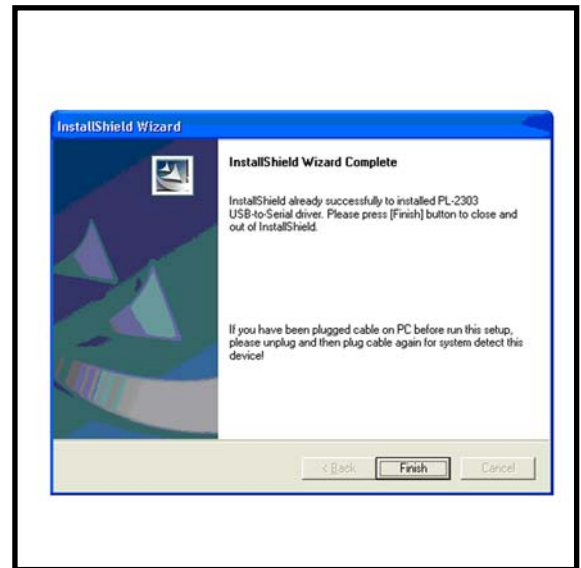 InstallShield Wizard
InstallShield Wizard Complete
InstallShield already successfully to installed PL-2303
USB-to-Serial driver. Please press [Finish] button to close and
out of InstallShield.
If you have been plugged cable on PC before run this setup,
please unplug and then plug cable again for system detect this
device!
< Back Finish Cancel